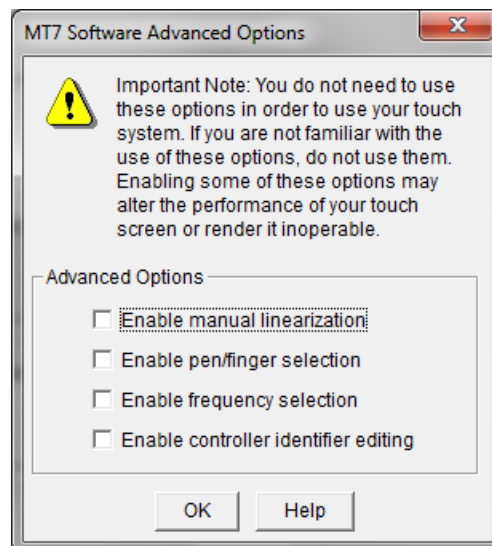 MT7 Software Advanced Options
Important Note: You do not need to use
these options in order to use your touch
system. If you are not familiar with the
use of these options, do not use them.
Enabling some of these options may
alter the performance of your touch
screen or render it inoperable.
Advanced Options
Enable manual linearization
Enable pen/finger selection
Enable frequency selection
Enable controller identifier editing
OK Help